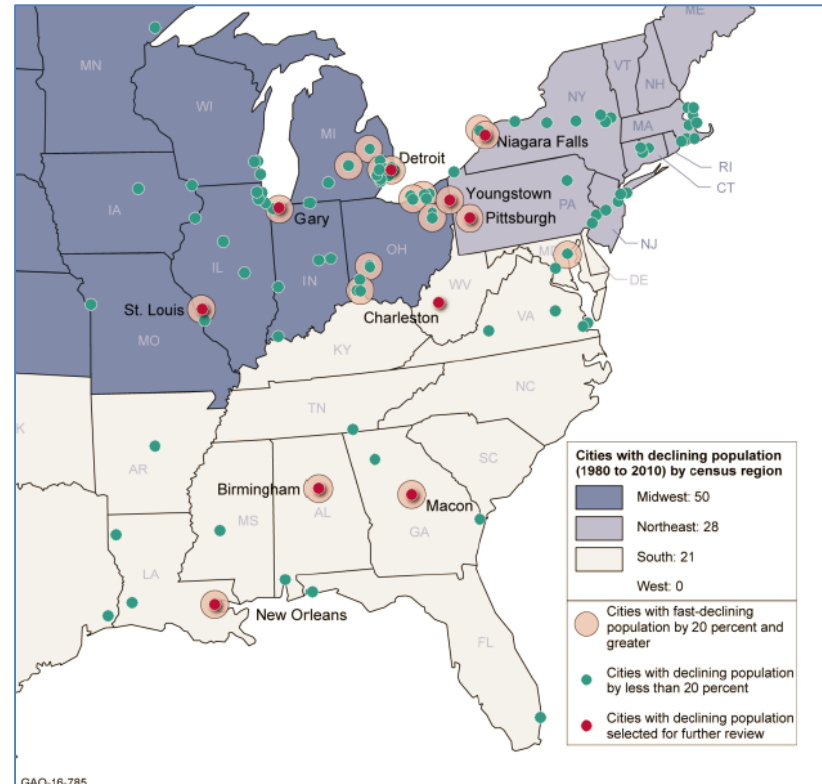 ME
MN
VT
NH
WI
NY
MI
MA
Niagara Falls
Detroit
RI
CT
IA
Youngstown
PA
Pittsburgh
Gary
OH
NJ
IL
IN
MD
DE
WV
St. Louis
Charleston
VA
MO
KY
NC
TN
K
AR
SC
Birmingham
Macon
MS
AL
GA
LA
New Orleans
FL
Cities with declining population
(1980 to 2010) by census region
Midwest: 50
Northeast: 28
South: 21
West: 0
Cities with fast-declining
population by 20 percent and
greater
Cities with declining population
by less than 20 percent
Cities with declining population
selected for further review
GAO-16-785